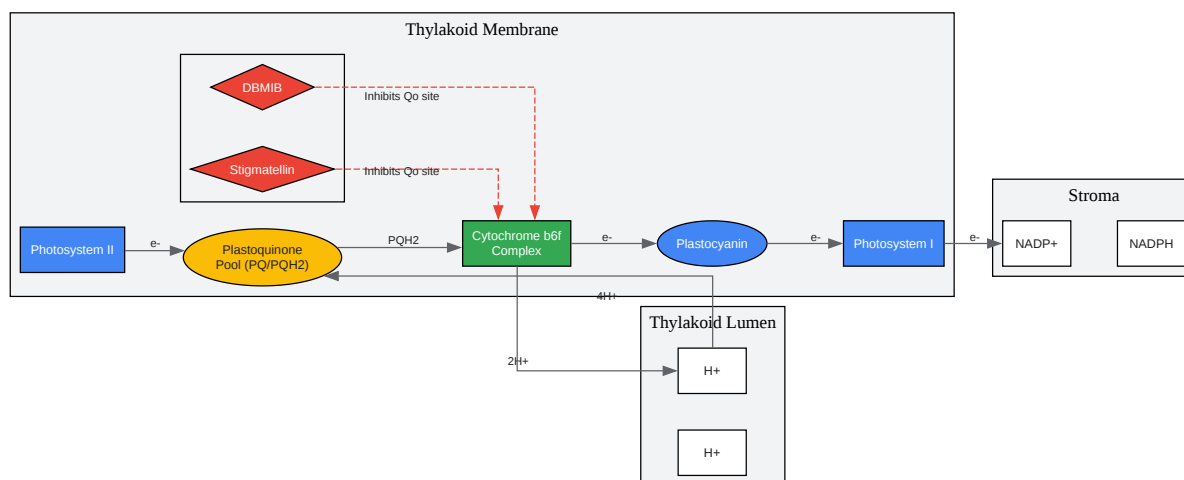 Thylakoid Membrane
DBMIB
Inhibits Qo site
Stigmatellin
Inhibits Qo site
Stroma
Photosystem II
e-
Plastoquinone
Pool (PQ/PQH2)
PQH2
Cytochrome b6f
Complex
e-
Plastocyanin
e-
Photosystem I
e-
NADP+
NADPH
4H+
Thylakoid Lumen
2H+
H+
H+